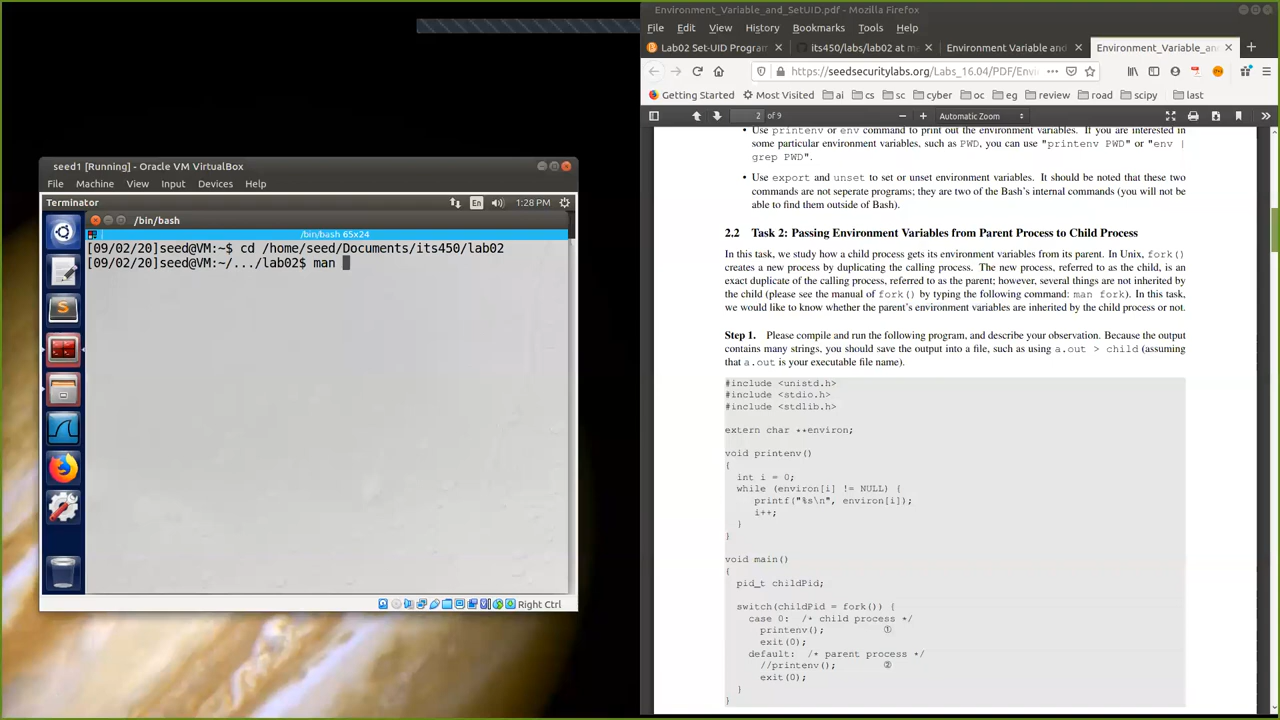 Environment_Variable_and_SetUID.pdf - Mozilla Firefox
File Edit View History Bookmarks Tools Help
Lab02 Set-UID Progra
its450/labs/lab02 at m
Environment Variable and
Environment_Variable_an
https://seedsecuritylabs.org/Labs_16.04/PDF/Envi
Getting Started Most Visited ai cs sc cyber oc eg review road scipy last
2 of 9
Automatic Zoom
• Use printenv or env command to print out the environment variables. If you are interested in
some particular environment variables, such as PWD, you can use "printenv PWD" or "env |
grep PWD".
• Use export and unset to set or unset environment variables. It should be noted that these two
commands are not seperate programs; they are two of the Bash's internal commands (you will not be
able to find them outside of Bash).
2.2 Task 2: Passing Environment Variables from Parent Process to Child Process
In this task, we study how a child process gets its environment variables from its parent. In Unix, fork()
creates a new process by duplicating the calling process. The new process, referred to as the child, is an
exact duplicate of the calling process, referred to as the parent; however, several things are not inherited by
the child (please see the manual of fork() by typing the following command: man fork). In this task,
we would like to know whether the parent's environment variables are inherited by the child process or not.
Step 1. Please compile and run the following program, and describe your observation. Because the output
contains many strings, you should save the output into a file, such as using a.out > child (assuming
that a.out is your executable file name).
#include <unistd.h>
#include <stdio.h>
#include <stdlib.h>
extern char **environ;
void printenv()
{
int i = 0;
while (environ[i] != NULL) {
printf("%s\n", environ[i]);
i++;
}
}
void main()
{
pid_t childPid;
switch(childPid = fork()) {
case 0: /* child process */
printenv(); ①
exit(0);
default: /* parent process */
//printenv(); ②
exit(0);
}
}
seed1 [Running] - Oracle VM VirtualBox
File Machine View Input Devices Help
Terminator
En
1:28 PM
/bin/bash
/bin/bash 65x24
[09/02/20]seed@VM:~$ cd /home/seed/Documents/its450/lab02
[09/02/20]seed@VM:~/.../lab02$ man
Right Ctrl